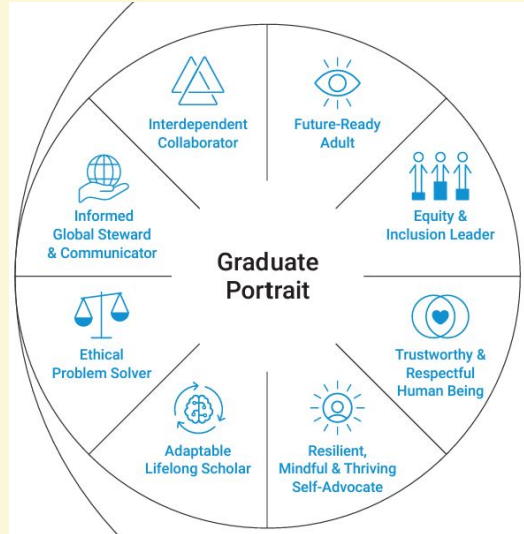 Interdependent
Collaborator
Future-Ready
Adult
Informed
Global Steward
& Communicator
Equity &
Inclusion Leader
Graduate
Portrait
Ethical
Problem Solver
Trustworthy &
Respectful
Human Being
Adaptable
Lifelong Scholar
Resilient,
Mindful & Thriving
Self-Advocate